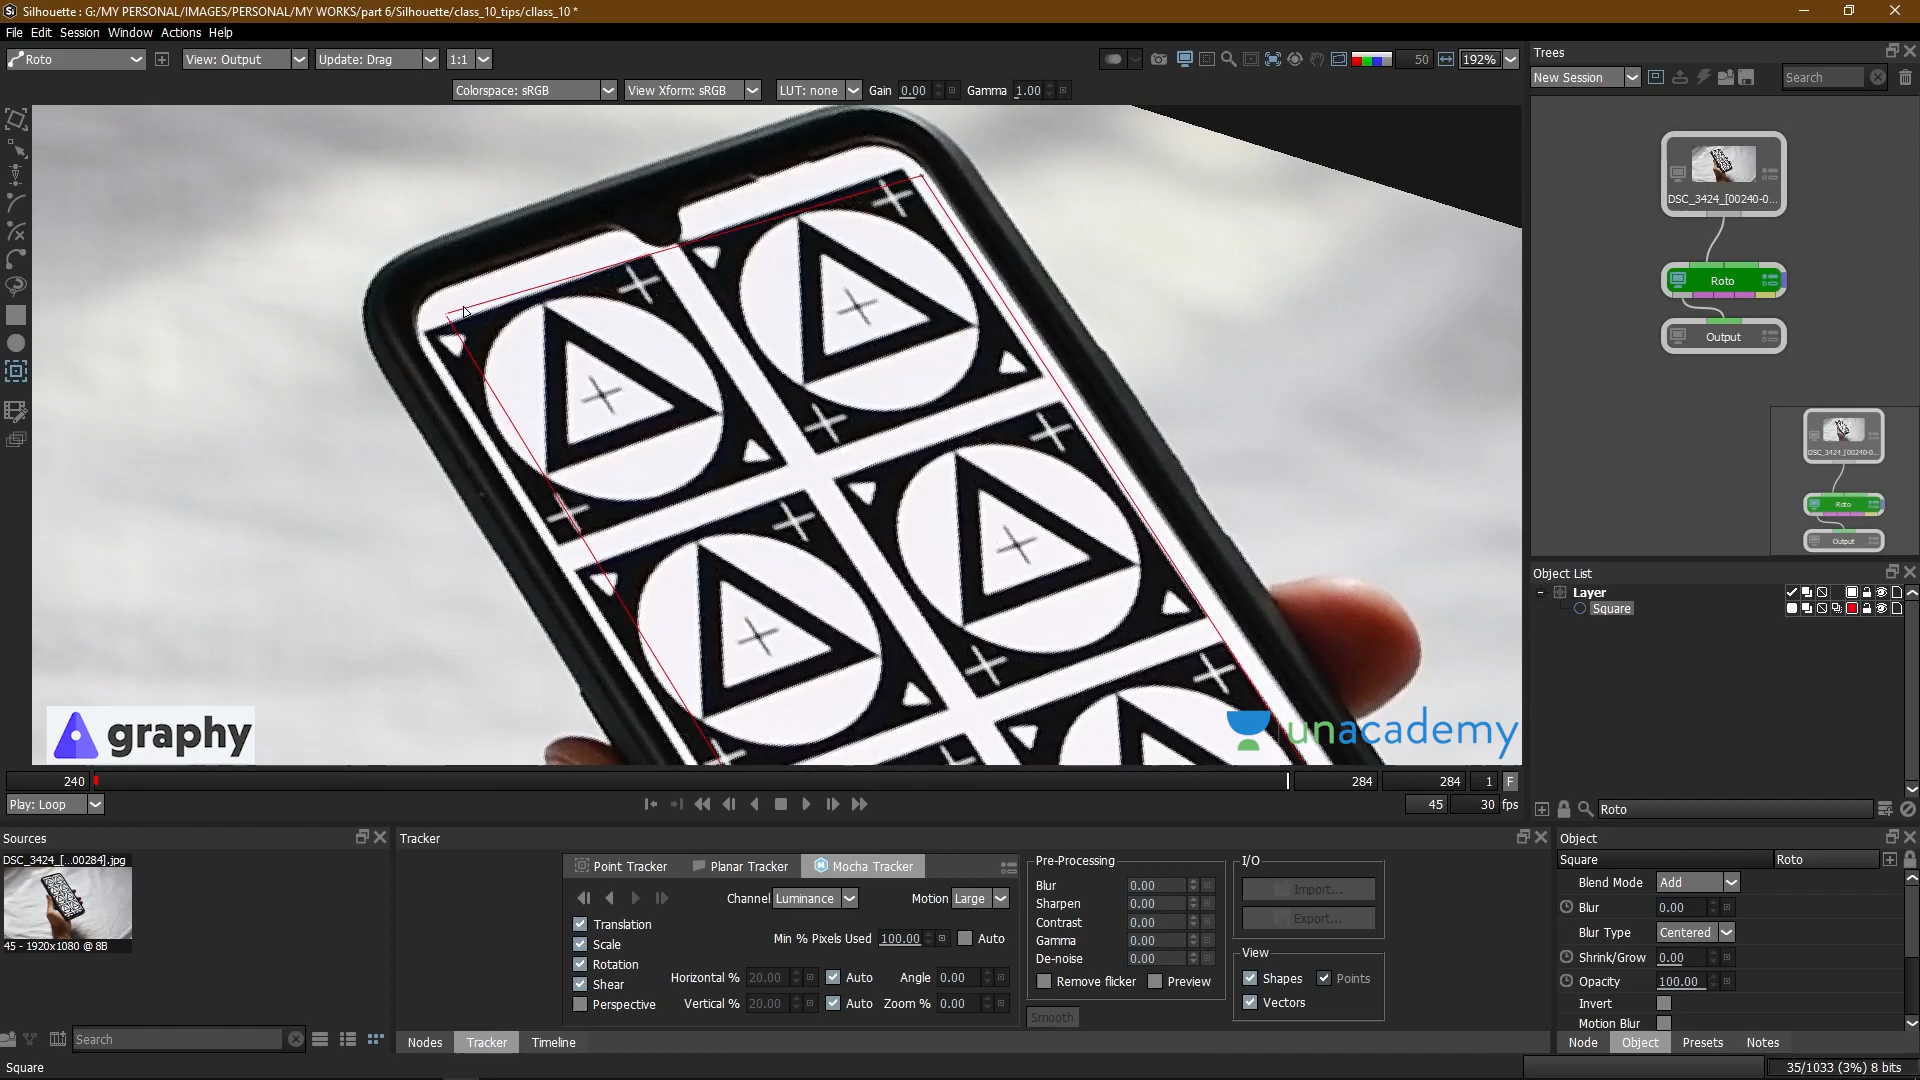 Silhouette : G:/MY PERSONAL/IMAGES/PERSONAL/MY WORKS/part 6/Silhouette/class_10_tips/cllass_10 *
File Edit Session Window Actions Help
Roto View: Output Update: Drag 1:1 50 192%
Colorspace: sRGB View Xform: sRGB LUT: none Gain 0.00 Gamma 1.00
Trees
New Session Search
DSC_3424_[00240-0...
Roto
Output
DSC_3424_[00240-0...
Roto
Output
Object List
Layer
Square
Roto
graphy
unacademy
240 284 284 1 F
Play: Loop 45 30 fps
Sources
DSC_3424_[...00284].jpg
45 - 1920x1080 @ 8B
Search
Tracker
Point Tracker Planar Tracker Mocha Tracker
Channel Luminance Motion Large
Translation
Scale
Rotation
Shear
Perspective
Min % Pixels Used 100.00 Auto
Horizontal % 20.00 Auto Angle 0.00
Vertical % 20.00 Auto Zoom % 0.00
Pre-Processing
Blur 0.00
Sharpen 0.00
Contrast 0.00
Gamma 0.00
De-noise 0.00
Remove flicker Preview
Smooth
I/O
Import...
Export...
View
Shapes Points
Vectors
Nodes Tracker Timeline
Object
Square Roto
Blend Mode Add
Blur 0.00
Blur Type Centered
Shrink/Grow 0.00
Opacity 100.00
Invert
Motion Blur
Node Object Presets Notes
Square
35/1033 (3%) 8 bits